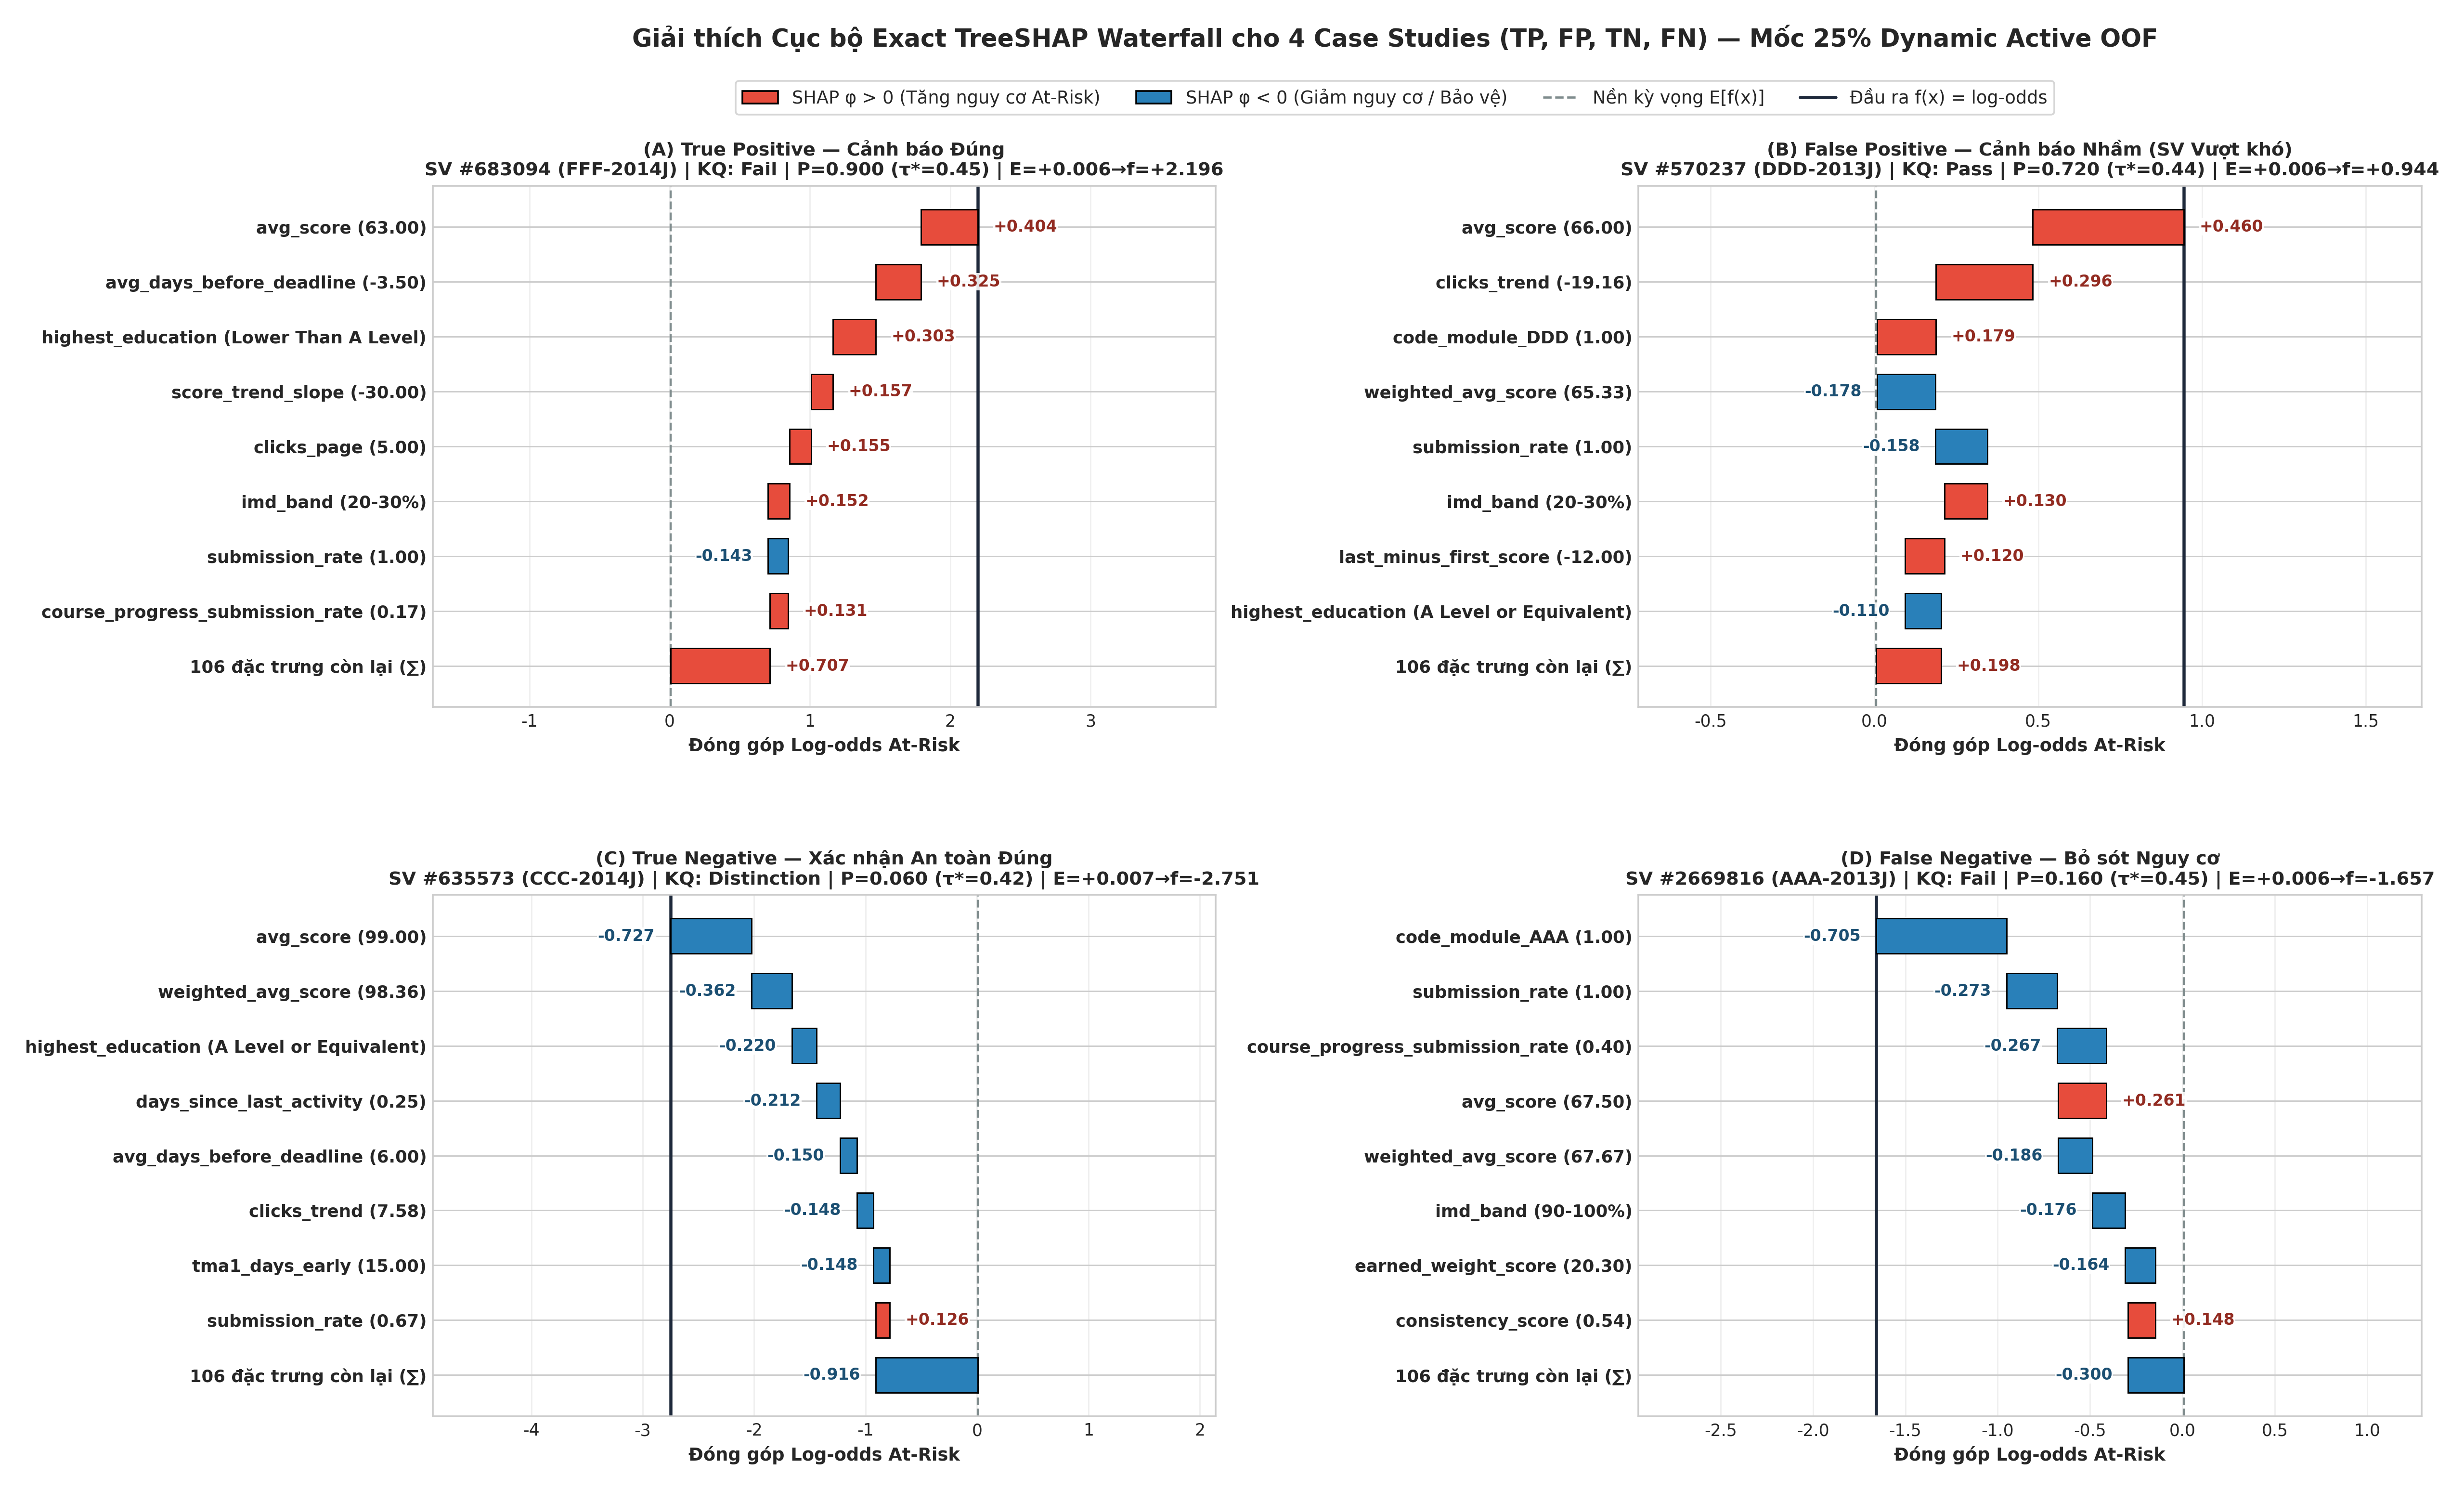 Giải thích Cục bộ Exact TreeSHAP Waterfall cho 4 Case Studies (TP, FP, TN, FN) — Mốc 25% Dynamic Active OOF
SHAP φ > 0 (Tăng nguy cơ At-Risk)
SHAP φ < 0 (Giảm nguy cơ / Bảo vệ)
Nền kỳ vọng E[f(x)]
Đầu ra f(x) = log-odds
(A) True Positive — Cảnh báo Đúng
SV #683094 (FFF-2014J) | KQ: Fail | P=0.900 (τ*=0.45) | E=+0.006→f=+2.196
avg_score (63.00)
+0.404
avg_days_before_deadline (-3.50)
+0.325
highest_education (Lower Than A Level)
+0.303
score_trend_slope (-30.00)
+0.157
clicks_page (5.00)
+0.155
imd_band (20-30%)
+0.152
submission_rate (1.00)
-0.143
course_progress_submission_rate (0.17)
+0.131
106 đặc trưng còn lại (∑)
+0.707
-1 0 1 2 3
Đóng góp Log-odds At-Risk
(B) False Positive — Cảnh báo Nhầm (SV Vượt khó)
SV #570237 (DDD-2013J) | KQ: Pass | P=0.720 (τ*=0.44) | E=+0.006→f=+0.944
avg_score (66.00)
+0.460
clicks_trend (-19.16)
+0.296
code_module_DDD (1.00)
+0.179
weighted_avg_score (65.33)
-0.178
submission_rate (1.00)
-0.158
imd_band (20-30%)
+0.130
last_minus_first_score (-12.00)
+0.120
highest_education (A Level or Equivalent)
-0.110
106 đặc trưng còn lại (∑)
+0.198
-0.5 0.0 0.5 1.0 1.5
Đóng góp Log-odds At-Risk
(C) True Negative — Xác nhận An toàn Đúng
SV #635573 (CCC-2014J) | KQ: Distinction | P=0.060 (τ*=0.42) | E=+0.007→f=-2.751
avg_score (99.00)
-0.727
weighted_avg_score (98.36)
-0.362
highest_education (A Level or Equivalent)
-0.220
days_since_last_activity (0.25)
-0.212
avg_days_before_deadline (6.00)
-0.150
clicks_trend (7.58)
-0.148
tma1_days_early (15.00)
-0.148
submission_rate (0.67)
+0.126
106 đặc trưng còn lại (∑)
-0.916
-4 -3 -2 -1 0 1 2
Đóng góp Log-odds At-Risk
(D) False Negative — Bỏ sót Nguy cơ
SV #2669816 (AAA-2013J) | KQ: Fail | P=0.160 (τ*=0.45) | E=+0.006→f=-1.657
code_module_AAA (1.00)
-0.705
submission_rate (1.00)
-0.273
course_progress_submission_rate (0.40)
-0.267
avg_score (67.50)
+0.261
weighted_avg_score (67.67)
-0.186
imd_band (90-100%)
-0.176
earned_weight_score (20.30)
-0.164
consistency_score (0.54)
+0.148
106 đặc trưng còn lại (∑)
-0.300
-2.5 -2.0 -1.5 -1.0 -0.5 0.0 0.5 1.0
Đóng góp Log-odds At-Risk